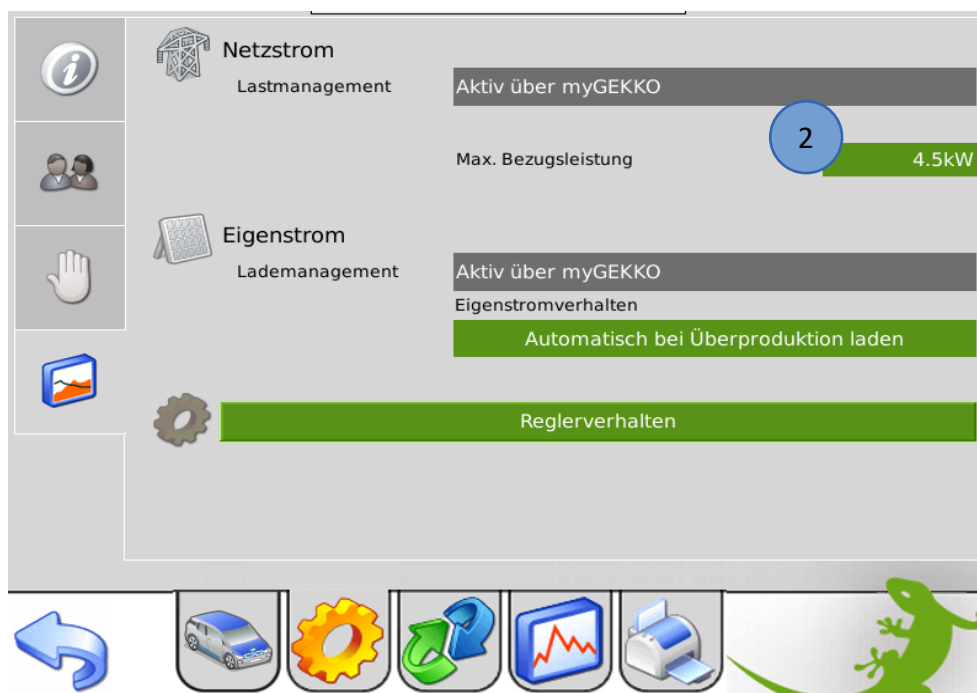 Netzstrom
Lastmanagement
Aktiv über myGEKKO
2
Max. Bezugsleistung
4.5kW
Eigenstrom
Lademanagement
Aktiv über myGEKKO
Eigenstromverhalten
Automatisch bei Überproduktion laden
Reglerverhalten